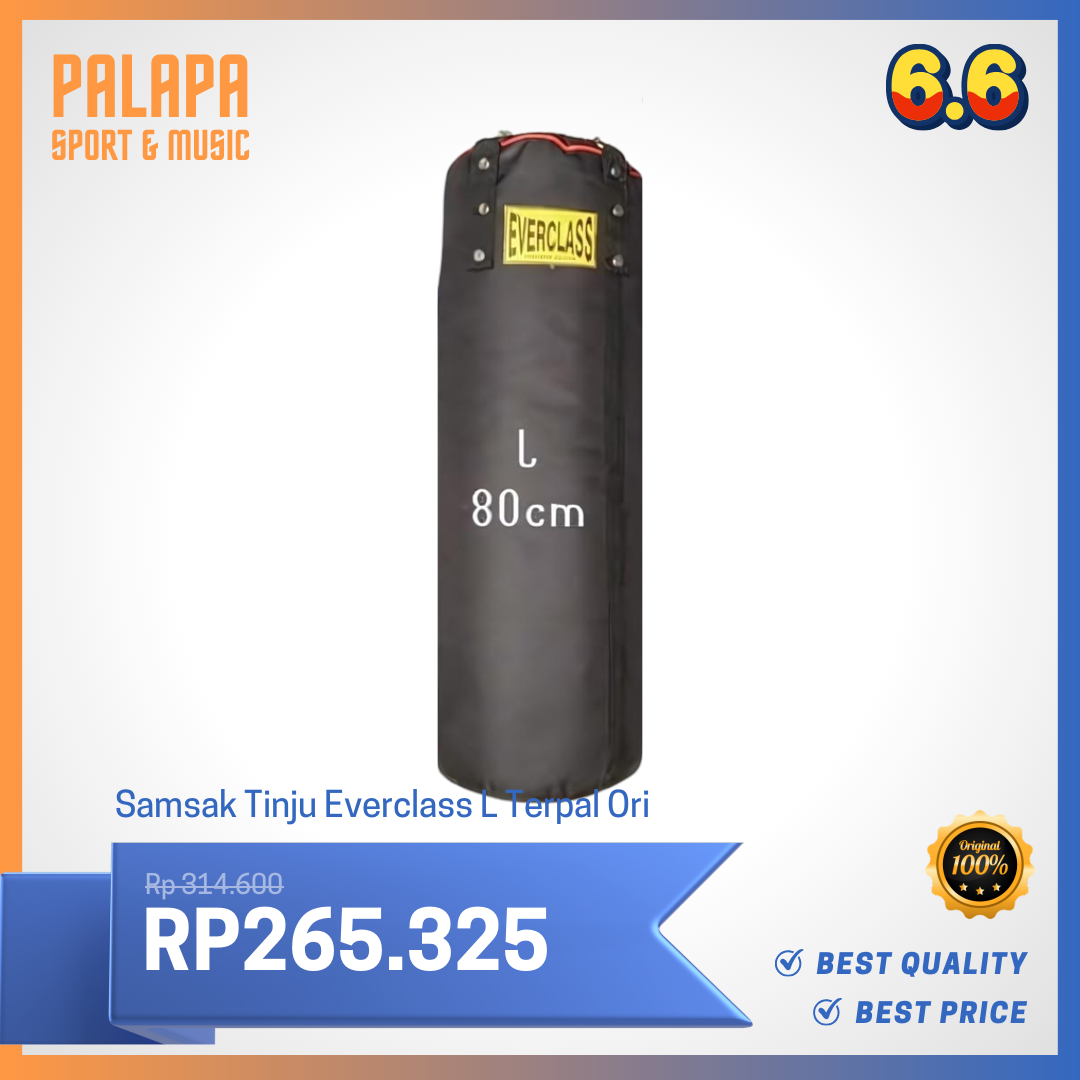 PALAPA
SPORT & MUSIC
6.6
EVERCLASS
L
80cm
Samsak Tinju Everclass L Terpal Ori
Rp 314.600
RP265.325
Original
100%
BEST QUALITY
BEST PRICE